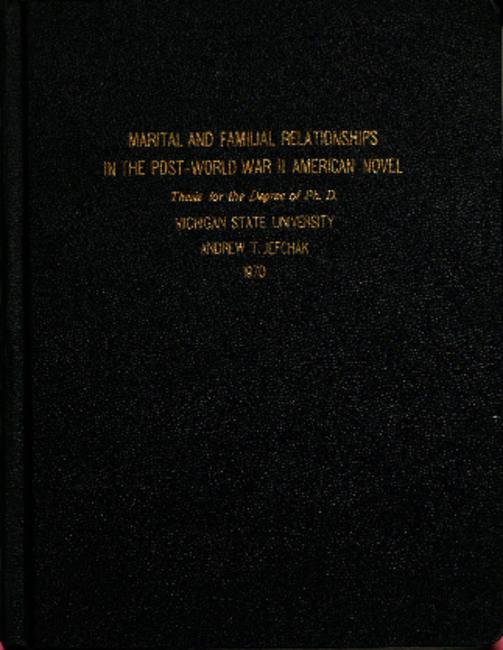 MARITAL AND FAMILIAL RELATIONSHIPS
IN THE POST-WORLD WAR II AMERICAN NOVEL
Thesis for the Degree of Ph. D.
MICHIGAN STATE UNIVERSITY
ANDREW T. JEFCHAK
1970